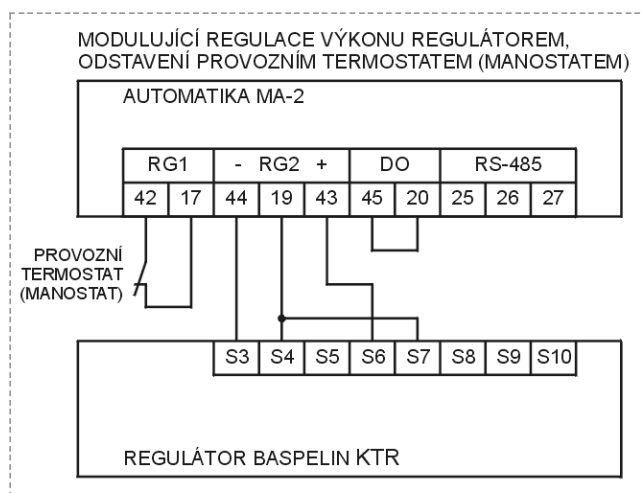 MODULUJÍCÍ REGULACE VÝKONU REGULÁTOREM,
ODSTAVENÍ PROVOZNÍM TERMOSTATEM (MANOSTATEM)
AUTOMATIKA MA-2
RG1 - RG2 + DO RS-485
42 17 44 19 43 45 20 25 26 27
PROVOZNÍ
TERMOSTAT
(MANOSTAT)
S3 S4 S5 S6 S7 S8 S9 S10
REGULÁTOR BASPELIN KTR